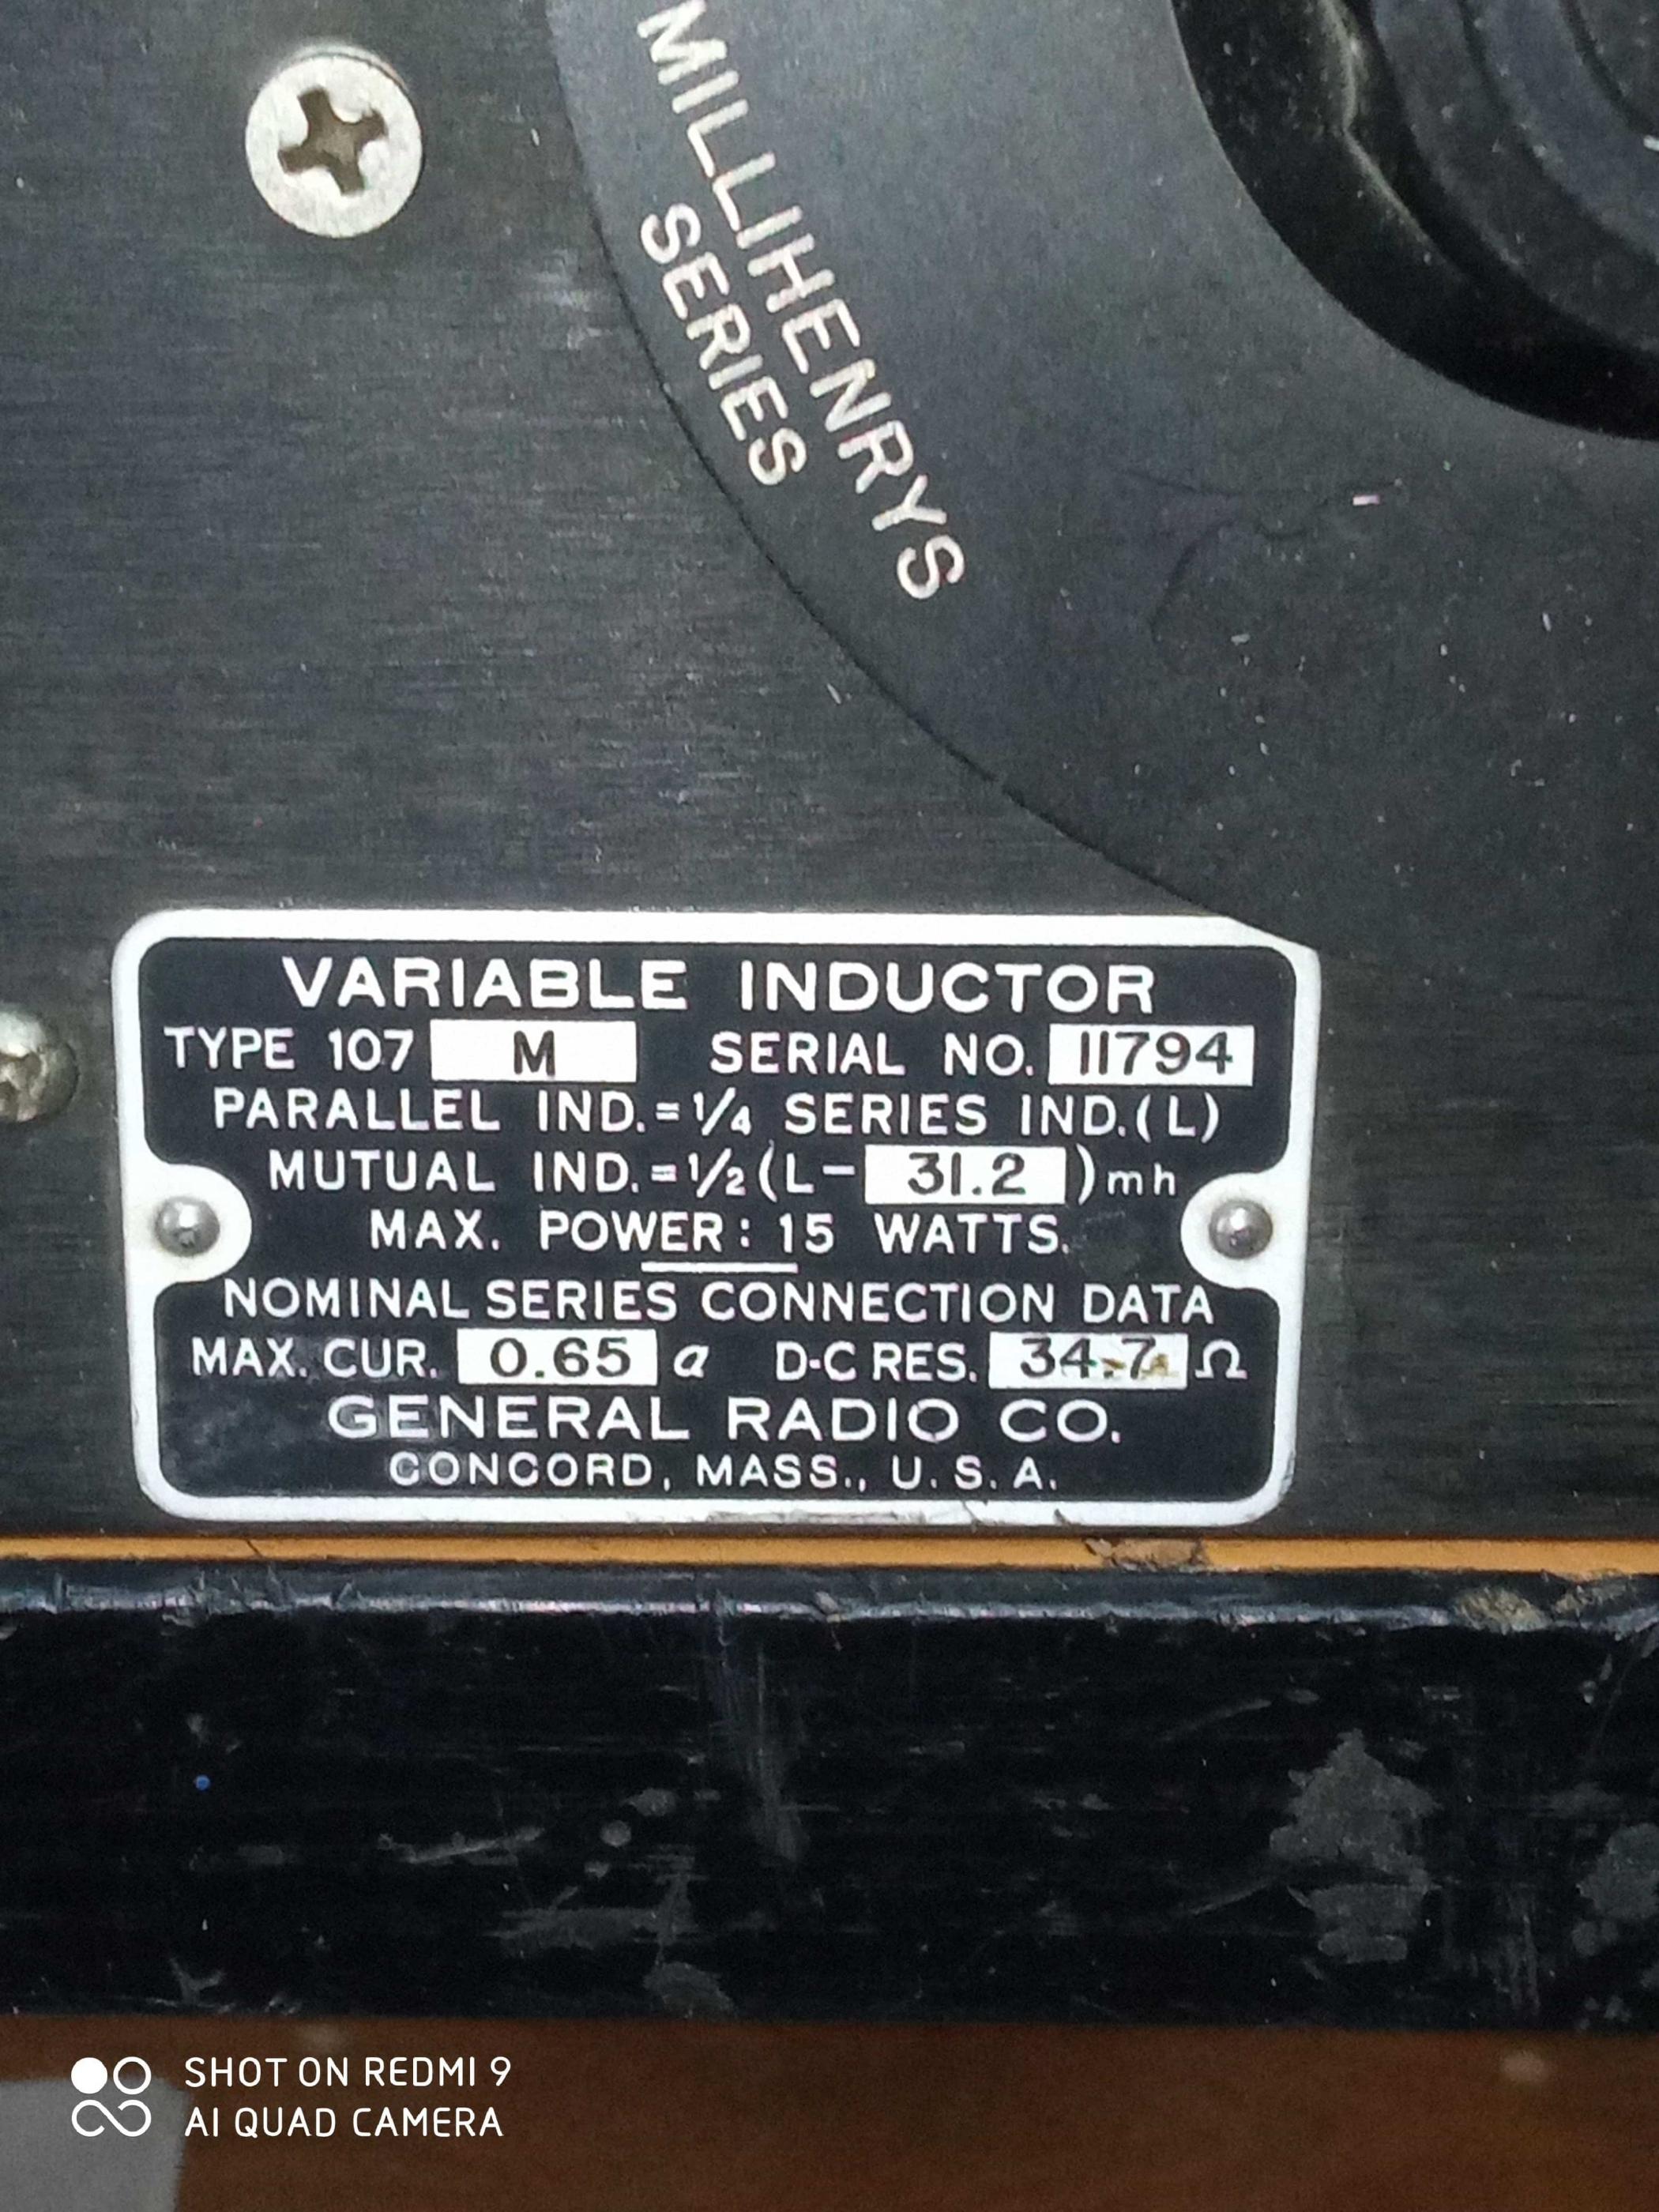 MILLIHENRYS
SERIES
VARIABLE INDUCTOR
TYPE 107 M SERIAL NO. 11794
PARALLEL IND.=1/4 SERIES IND.(L)
MUTUAL IND.=1/2(L-31.2)mh
MAX. POWER: 15 WATTS.
NOMINAL SERIES CONNECTION DATA
MAX. CUR. 0.65 a D-C RES. 34.7 Ω
GENERAL RADIO CO.
CONCORD, MASS., U.S.A.
SHOT ON REDMI 9
AI QUAD CAMERA